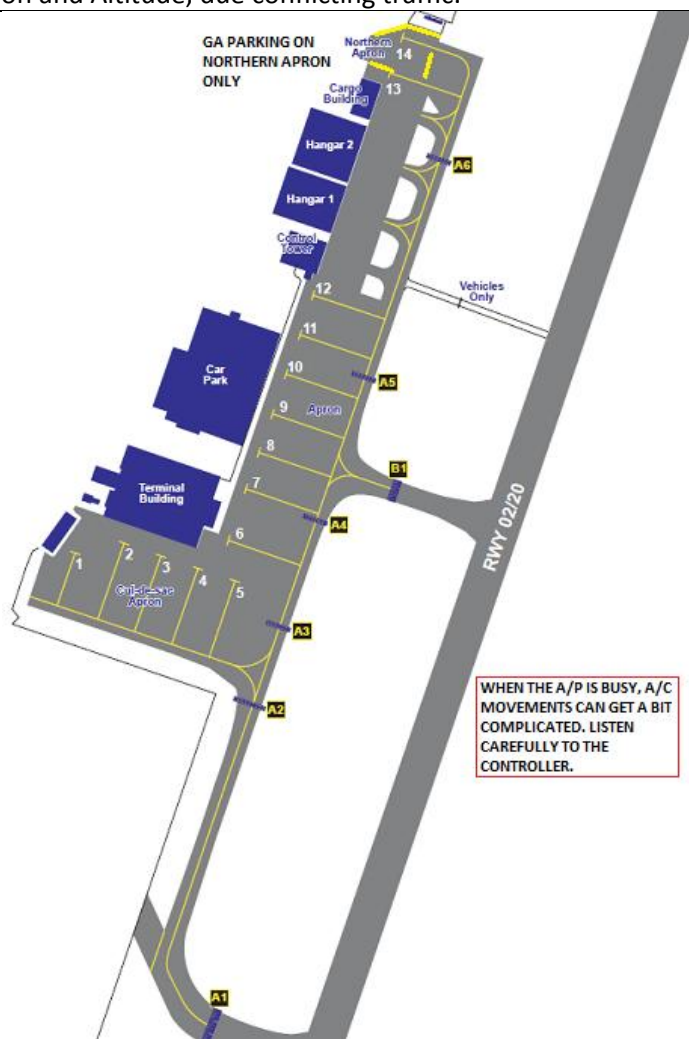 on and Altitude, due conflicting traffic.
GA PARKING ON
NORTHERN APRON
ONLY
Northern
Apron
14
13
Cargo
Building
Hangar 2
A6
Hangar 1
Control
Tower
Vehicles
Only
12
11
Car
Park
10
A5
9
Apron
8
B1
Terminal
Building
7
A4
RWY 02/20
6
1
2
3
4
5
Cul-de-sac
Apron
A3
WHEN THE A/P IS BUSY, A/C
MOVEMENTS CAN GET A BIT
COMPLICATED. LISTEN
CAREFULLY TO THE
CONTROLLER.
A2
A1